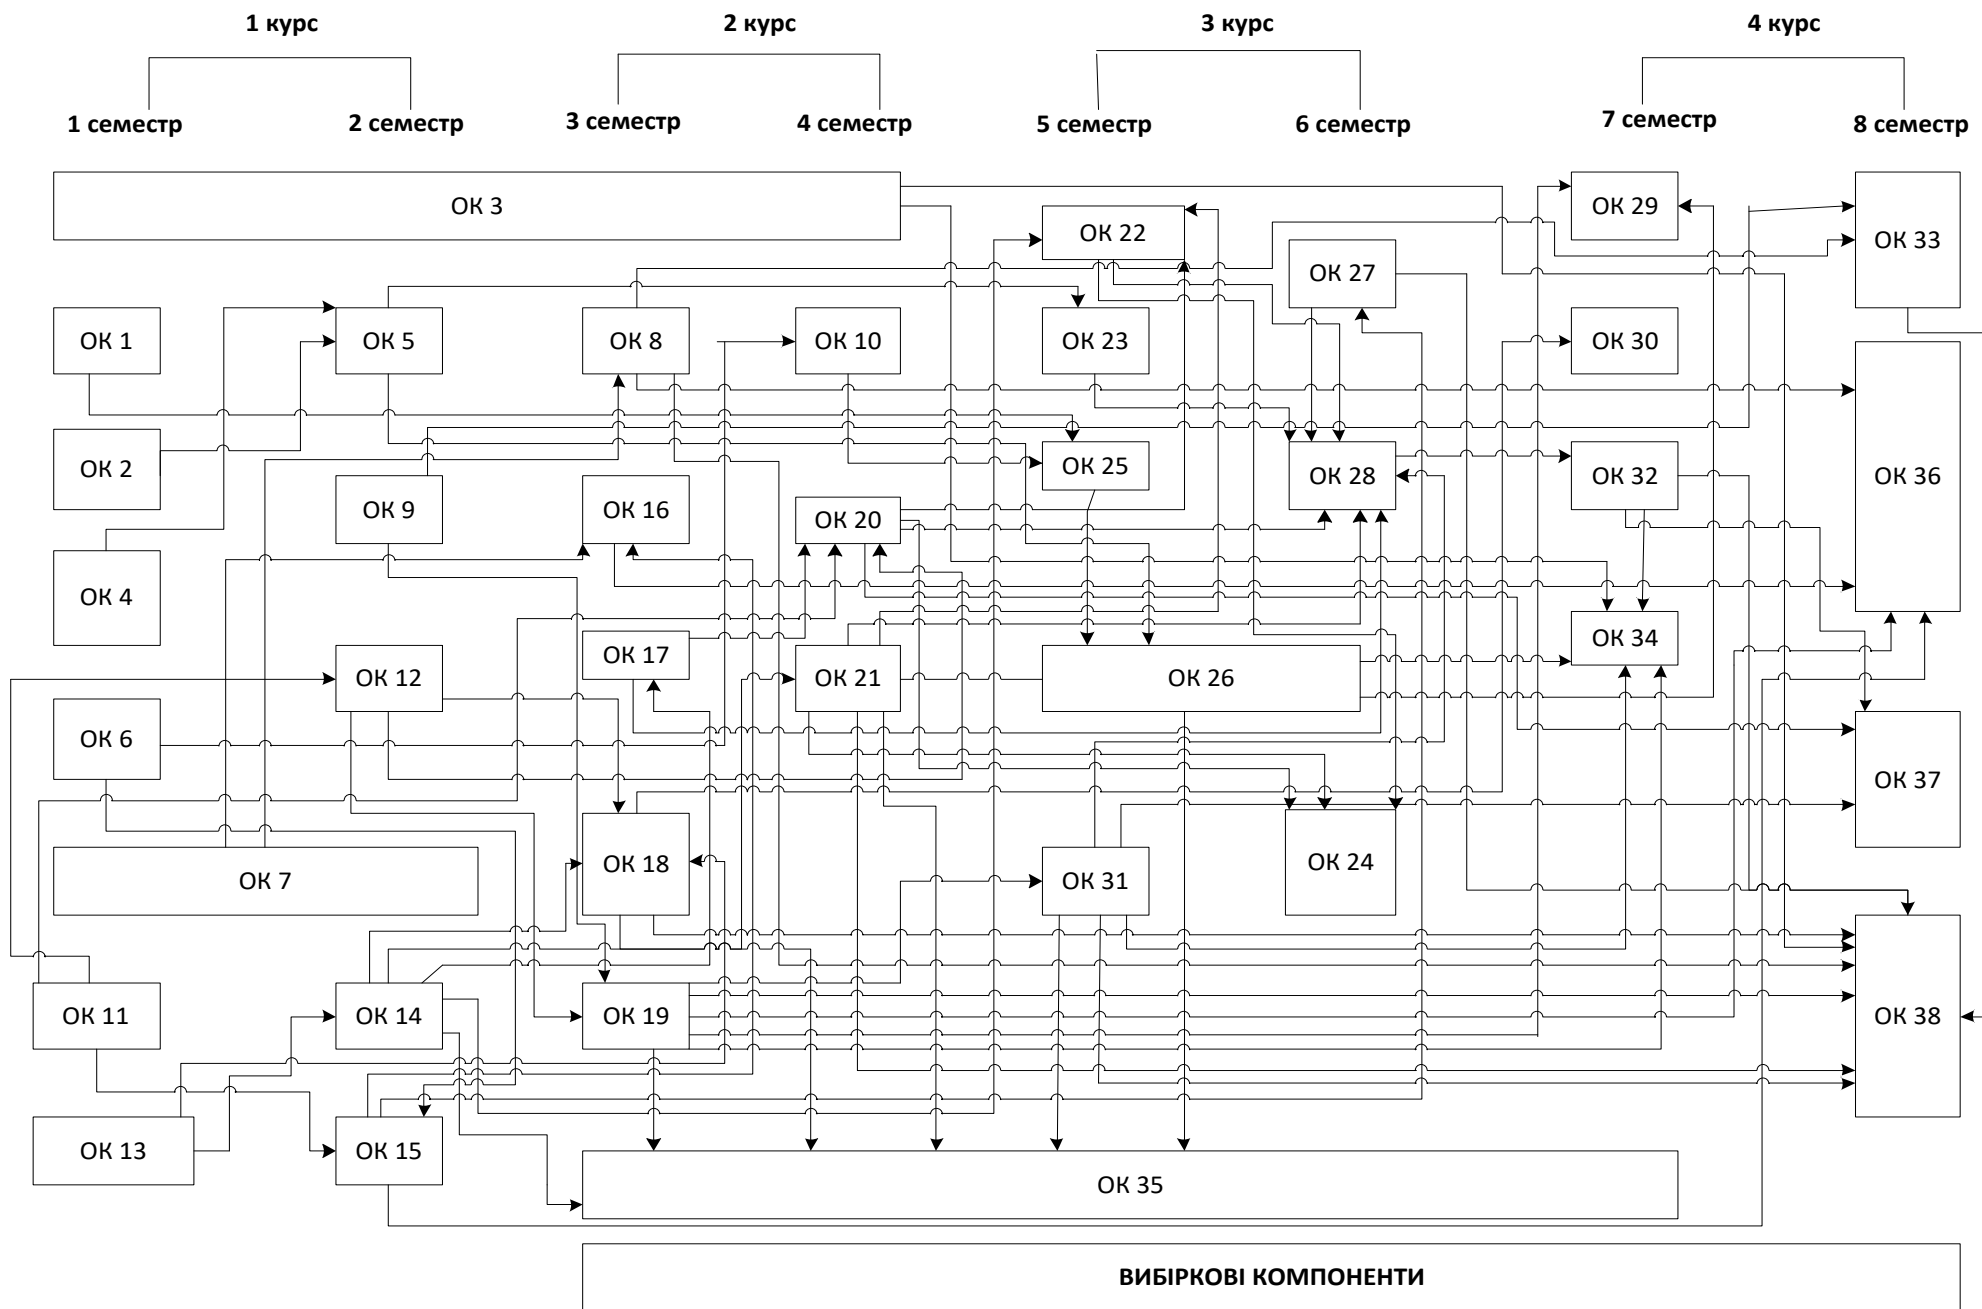 1 курс 2 курс 3 курс 4 курс
1 семестр 2 семестр 3 семестр 4 семестр 5 семестр 6 семестр 7 семестр 8 семестр
ОК 3
ОК 29
ОК 22
ОК 33
ОК 27
ОК 1 ОК 5 ОК 8 ОК 10 ОК 23 ОК 30
ОК 2 ОК 25 ОК 28 ОК 32 ОК 36
ОК 9 ОК 16 ОК 20
ОК 4
ОК 34
ОК 17
ОК 12 ОК 21 ОК 26
ОК 6
ОК 37
ОК 7 ОК 18 ОК 31 ОК 24
ОК 11 ОК 14 ОК 19 ОК 38
ОК 13 ОК 15
ОК 35
ВИБІРКОВІ КОМПОНЕНТИ